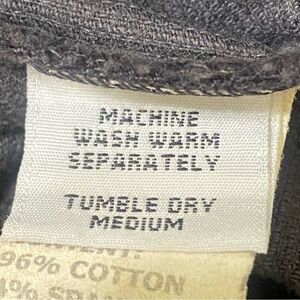 MACHINE
WASH WARM
SEPARATELY
TUMBLE DRY
MEDIUM
96% COTTON